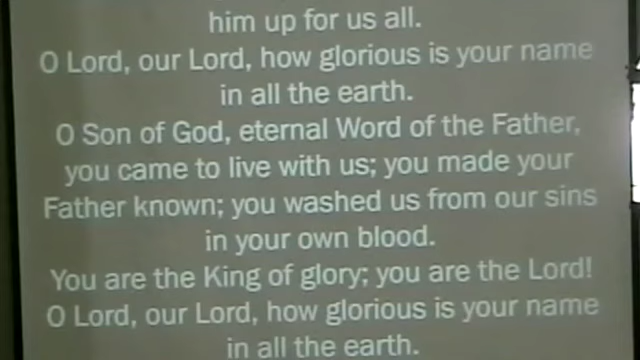 him up for us all.
O Lord, our Lord, how glorious is your name
in all the earth.
O Son of God, eternal Word of the Father,
you came to live with us; you made your
Father known; you washed us from our sins
in your own blood.
You are the King of glory; you are the Lord!
O Lord, our Lord, how glorious is your name
in all the earth.